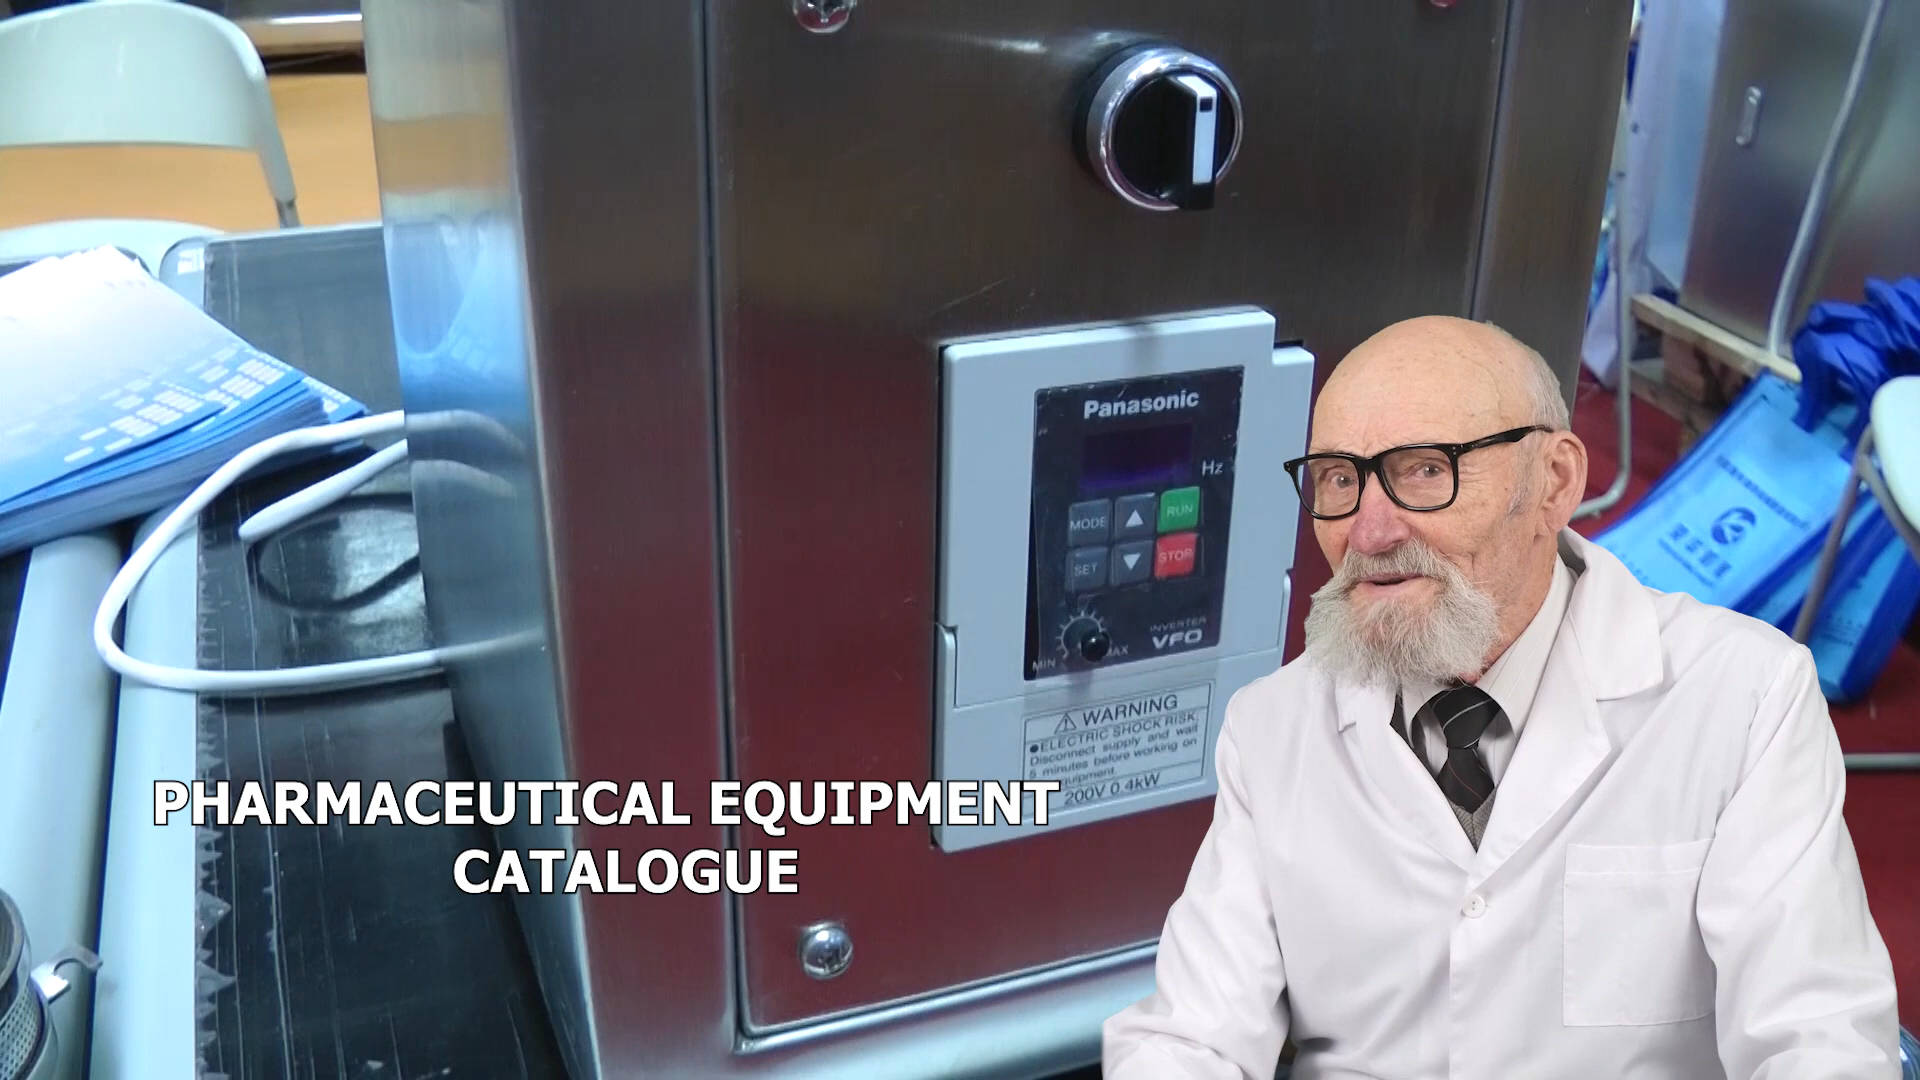 Panasonic
Hz
MODE
RUN
SET
STOP
MIN
MAX
INVERTER
VFO
WARNING
●ELECTRIC SHOCK RISK.
Disconnect supply and wait
5 minutes before working on
equipment.
200V 0.4kW
PHARMACEUTICAL EQUIPMENT
CATALOGUE